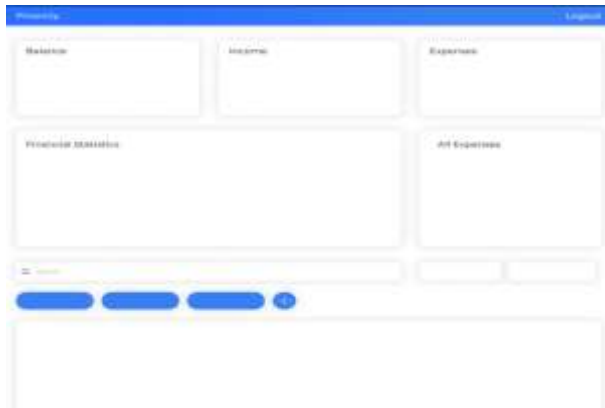 Logout
Balance
Income
Expenses
Financial Statistics
All Expenses